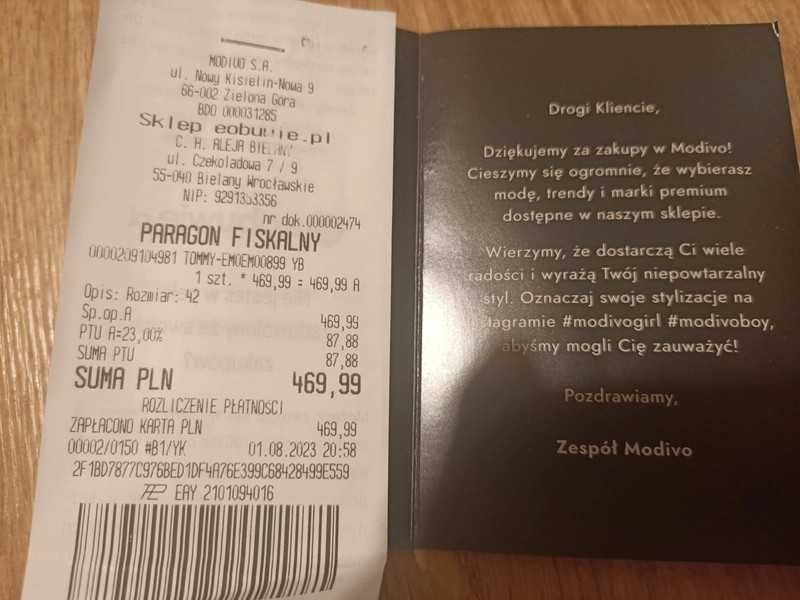 MODIVO S.A.
ul. Nowy Kisielin-Nowa 9
66-002 Zielona Góra
BDO 000031285
Sklep eobuwie.pl
C. H. ALEJA BIELANY
ul. Czekoladowa 7 / 9
55-040 Bielany Wrocławskie
NIP: 9291353356
nr dok.000002474
PARAGON FISKALNY
0000209104981 TOMMY-EM0EM00899 YB
1 szt. * 469,99 = 469,99 A
Opis: Rozmiar: 42
Sp.op.A 469,99
PTU A=23,00% 87,88
SUMA PTU 87,88
SUMA PLN 469,99
ROZLICZENIE PŁATNOŚCI
ZAPŁACONO KARTA PLN 469,99
00002/0150 #B1/YK 01.08.2023 20:58
2F1BD7877C976BED1DF4A76E399C68428499E559
EAY 2101094016
Drogi Kliencie,
Dziękujemy za zakupy w Modivo!
Cieszymy się ogromnie, że wybierasz
modę, trendy i marki premium
dostępne w naszym sklepie.
Wierzymy, że dostarczą Ci wiele
radości i wyrażą Twój niepowtarzalny
styl. Oznaczaj swoje stylizacje na
Instagramie #modivogirl #modivoboy,
abyśmy mogli Cię zauważyć!
Pozdrawiamy,
Zespół Modivo